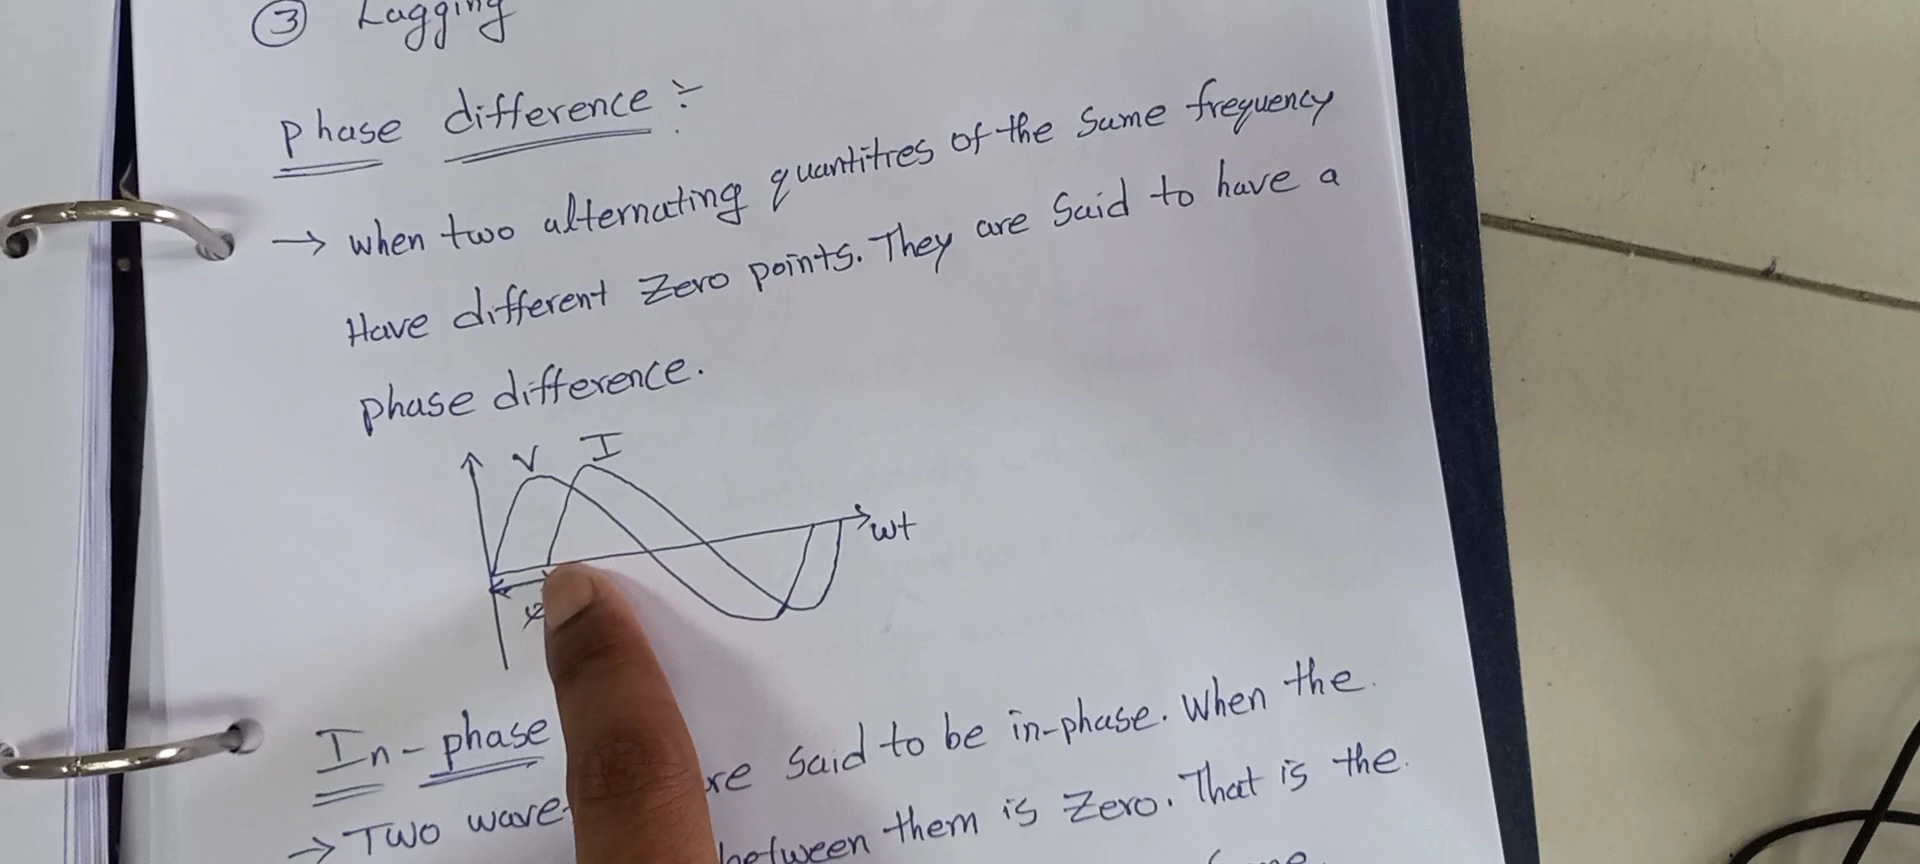 ③ Lagging
Phase difference :-
→ when two alternating quantities of the same frequency
Have different Zero points. They are said to have a
phase difference.
V I
wt
In-phase
→ Two wave said to be in-phase. When the
between them is Zero. That is the